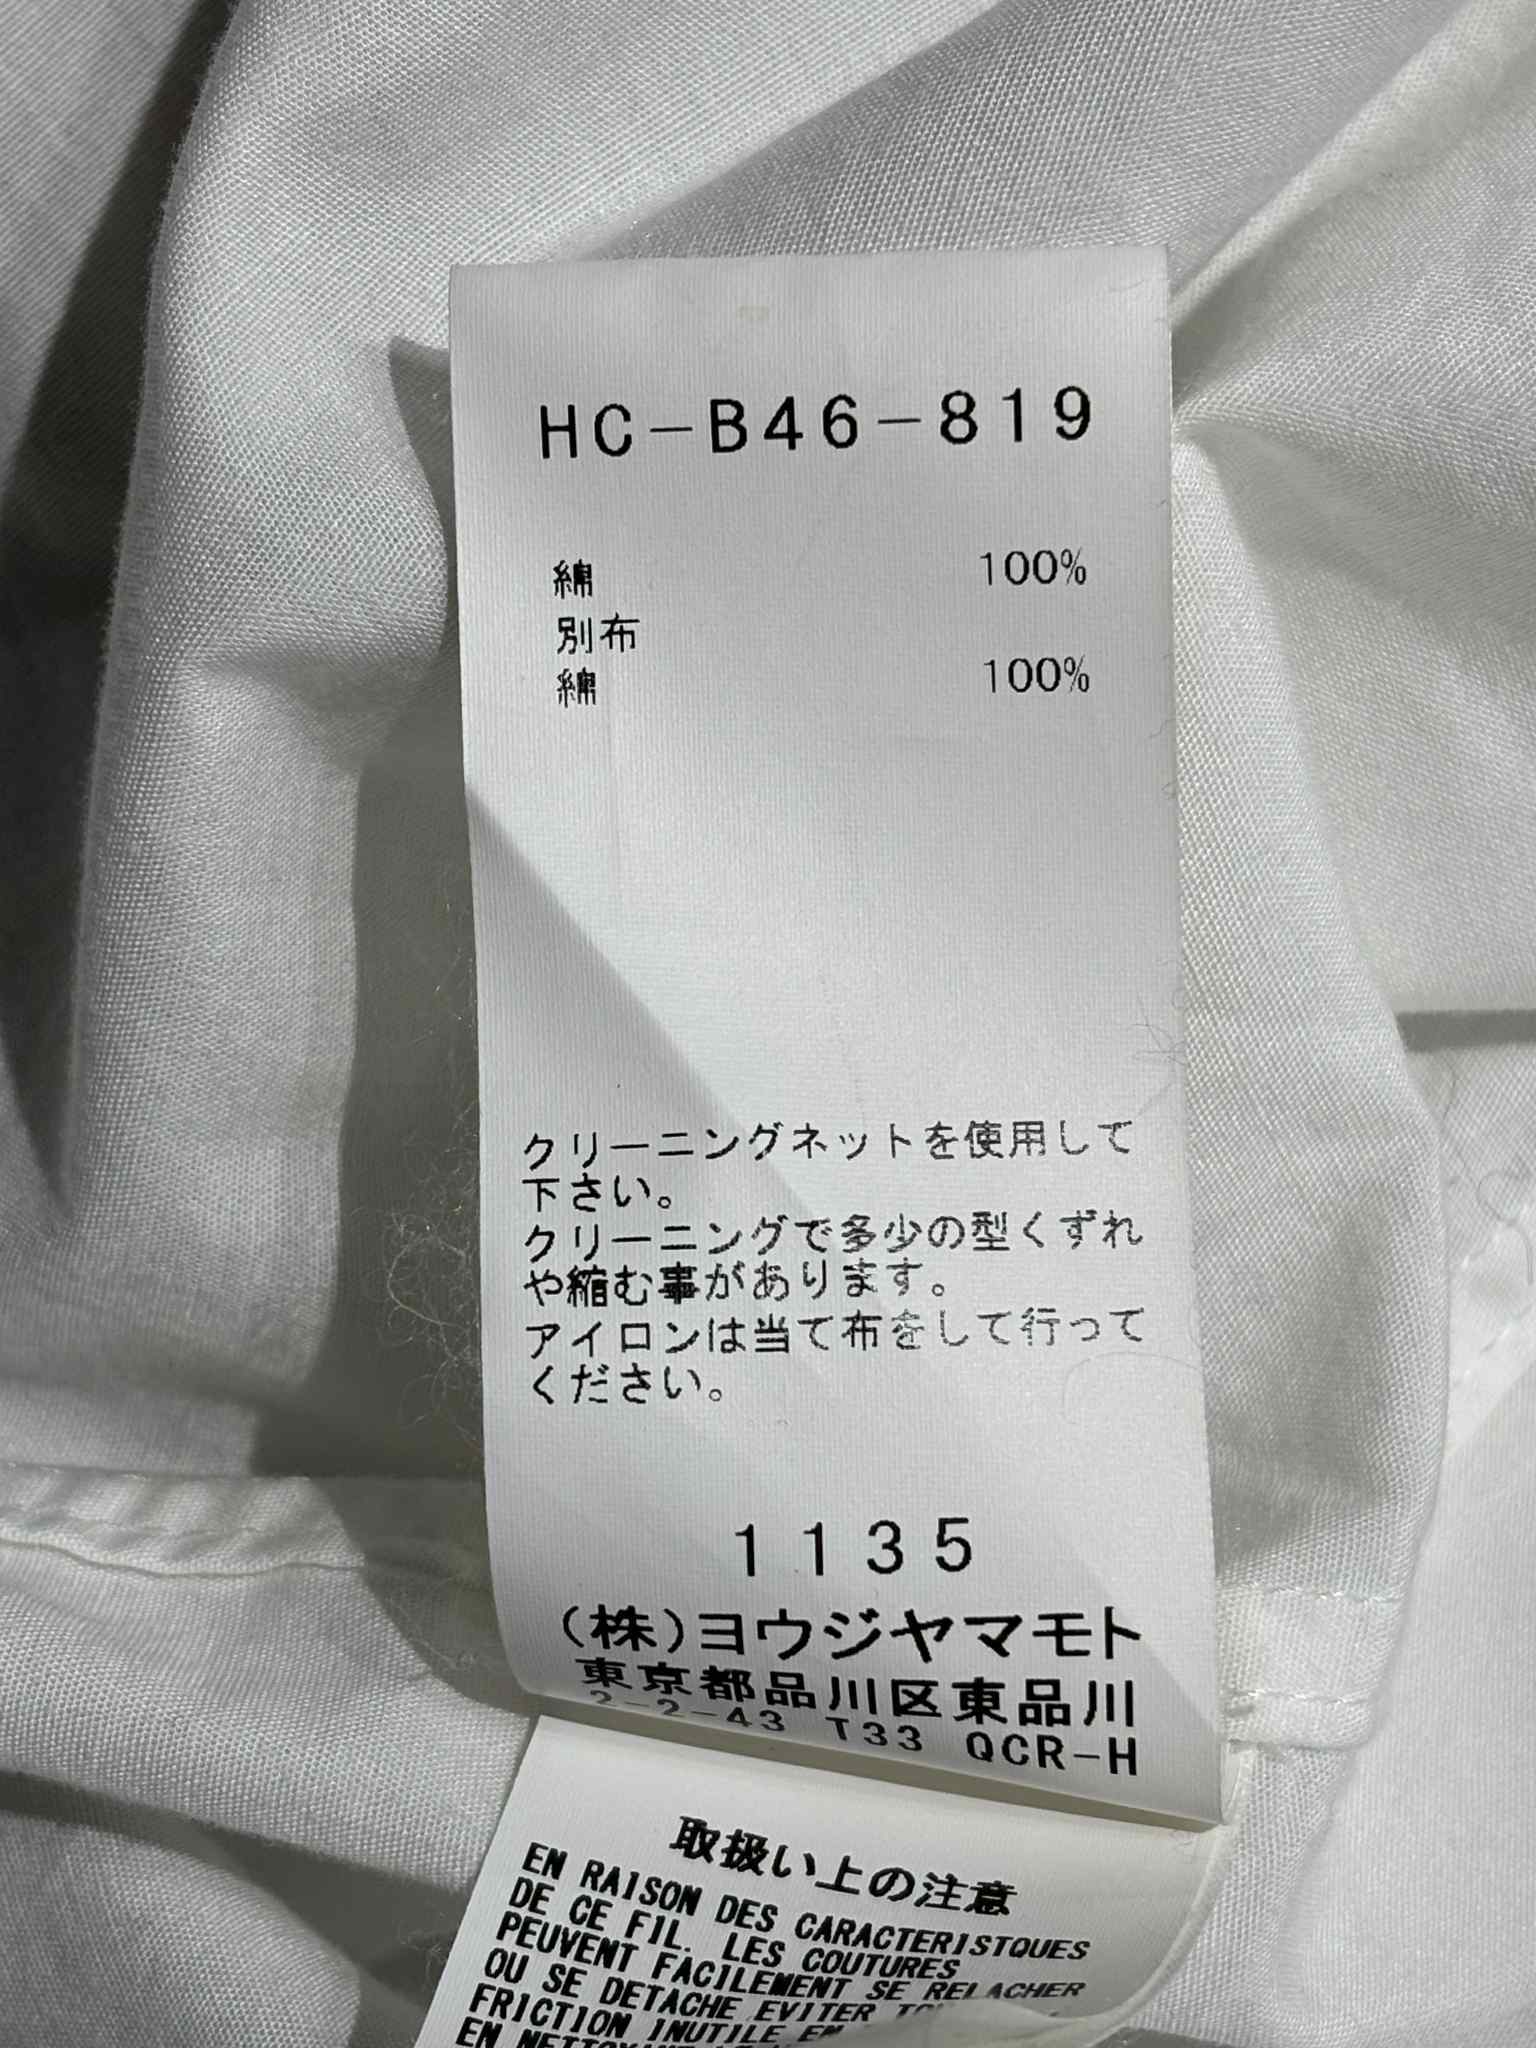 HC-B46-819
綿 100%
別布
綿 100%
クリーニングネットを使用して
下さい。
クリーニングで多少の型くずれ
や縮む事があります。
アイロンは当て布をして行って
ください。
1135
(株)ヨウジヤマモト
東京都品川区東品川
2-2-43 T33 QCR-H
取扱い上の注意
EN RAISON DES CARACTERISTQUES
DE CE FIL. LES COUTURES
PEUVENT FACILEMENT SE RELACHER
OU SE DETACHE EVITER
FRICTION INUTILE EN
EN